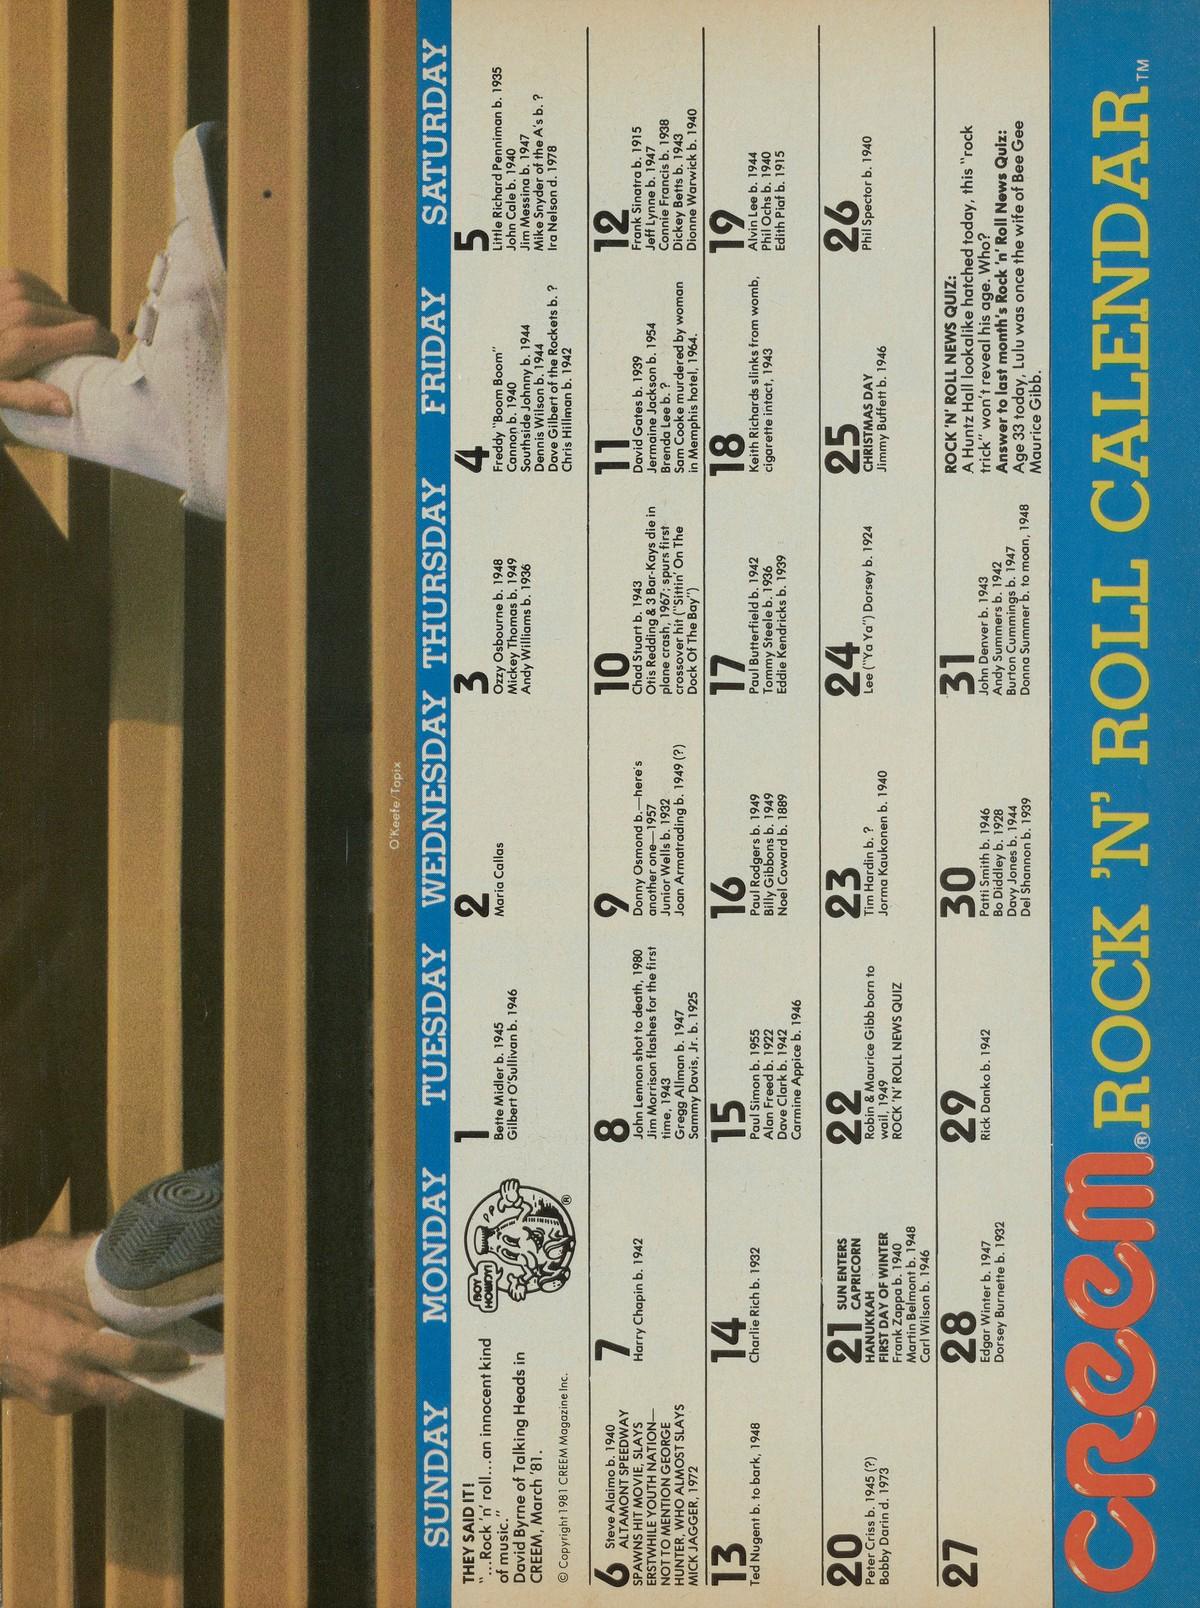 O'Keefe/Topix
SUNDAY MONDAY TUESDAY WEDNESDAY THURSDAY FRIDAY SATURDAY
THEY SAID IT!
"...Rock 'n' roll...an innocent kind
of music."
David Byrne of Talking Heads in
CREEM, March '81.
© Copyright 1981 CREEM Magazine Inc.
BOY
HOWDY!
®
1
Bette Midler b. 1945
Gilbert O'Sullivan b. 1946
2
Maria Callas
3
Ozzy Osbourne b. 1948
Mickey Thomas b. 1949
Andy Williams b. 1936
4
Freddy "Boom Boom"
Cannon b. 1940
Southside Johnny b. 1944
Dennis Wilson b. 1944
Dave Gilbert of the Rockets b. ?
Chris Hillman b. 1942
5
Little Richard Penniman b. 1935
John Cale b. 1940
Jim Messina b. 1947
Mike Snyder of the A's b. ?
Ira Nelson d. 1978
6 Steve Alaimo b. 1940
ALTAMONT SPEEDWAY
SPAWNS HIT MOVIE, SLAYS
ERSTWHILE YOUTH NATION—
NOT TO MENTION GEORGE
HUNTER, WHO ALMOST SLAYS
MICK JAGGER, 1972
7
Harry Chapin b. 1942
8
John Lennon shot to death, 1980
Jim Morrison flashes for the first
time, 1943
Gregg Allman b. 1947
Sammy Davis, Jr. b. 1925
9
Donny Osmond b.—here's
another one—1957
Junior Wells b. 1932
Joan Armatrading b. 1949 (?)
10
Chad Stuart b. 1943
Otis Redding & 3 Bar-Kays die in
plane crash, 1967; spurs first
crossover hit ("Sittin' On The
Dock Of The Bay")
11
David Gates b. 1939
Jermaine Jackson b. 1954
Brenda Lee b. ?
Sam Cooke murdered by woman
in Memphis hotel, 1964.
12
Frank Sinatra b. 1915
Jeff Lynne b. 1947
Connie Francis b. 1938
Dickey Betts b. 1943
Dionne Warwick b. 1940
13
Ted Nugent b. to bark, 1948
14
Charlie Rich b. 1932
15
Paul Simon b. 1955
Alan Freed b. 1922
Dave Clark b. 1942
Carmine Appice b. 1946
16
Paul Rodgers b. 1949
Billy Gibbons b. 1949
Noel Coward b. 1889
17
Paul Butterfield b. 1942
Tommy Steele b. 1936
Eddie Kendricks b. 1939
18
Keith Richards slinks from womb,
cigarette intact, 1943
19
Alvin Lee b. 1944
Phil Ochs b. 1940
Edith Piaf b. 1915
20
Peter Criss b. 1945 (?)
Bobby Darin d. 1973
21 SUN ENTERS
CAPRICORN
HANUKKAH
FIRST DAY OF WINTER
Frank Zappa b. 1940
Martin Belmont b. 1948
Carl Wilson b. 1946
22
Robin & Maurice Gibb born to
wail, 1949
ROCK 'N' ROLL NEWS QUIZ
23
Tim Hardin b. ?
Jorma Kaukonen b. 1940
24
Lee ("Ya Ya") Dorsey b. 1924
25
CHRISTMAS DAY
Jimmy Buffett b. 1946
26
Phil Spector b. 1940
27
28
Edgar Winter b. 1947
Dorsey Burnette b. 1932
29
Rick Danko b. 1942
30
Patti Smith b. 1946
Bo Diddley b. 1928
Davy Jones b. 1944
Del Shannon b. 1939
31
John Denver b. 1943
Andy Summers b. 1942
Burton Cummings b. 1947
Donna Summer b. to moan, 1948
ROCK 'N' ROLL NEWS QUIZ:
A Huntz Hall lookalike hatched today, this "rock
trick" won't reveal his age. Who?
Answer to last month's Rock 'n' Roll News Quiz:
Age 33 today, Lulu was once the wife of Bee Gee
Maurice Gibb.
Creem® ROCK 'N' ROLL CALENDAR™